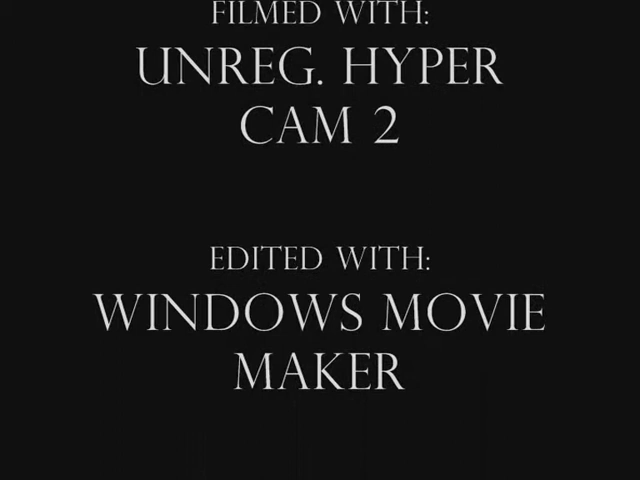 FILMED WITH:
UNREG. HYPER
CAM 2
EDITED WITH:
WINDOWS MOVIE
MAKER